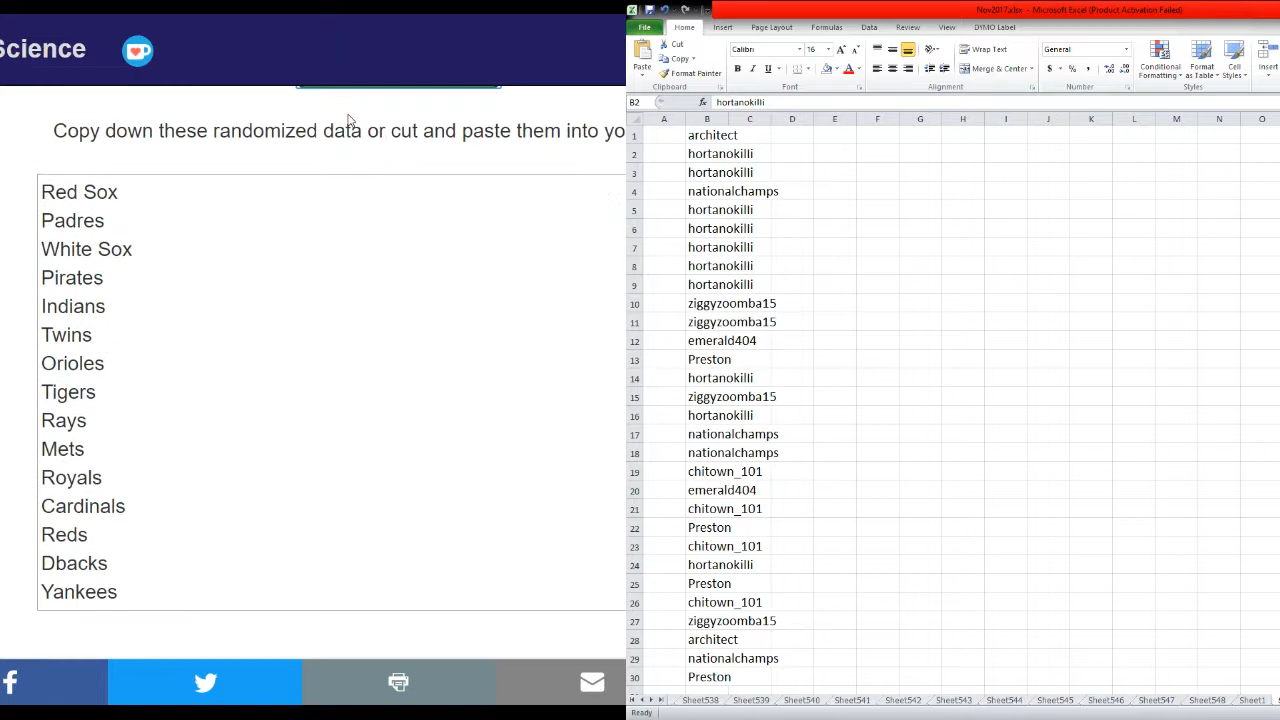 Science
Copy down these randomized data or cut and paste them into yo
Red Sox
Padres
White Sox
Pirates
Indians
Twins
Orioles
Tigers
Rays
Mets
Royals
Cardinals
Reds
Dbacks
Yankees
Nov2017.xlsx - Microsoft Excel (Product Activation Failed)
File Home Insert Page Layout Formulas Data Review View DYMO Label
Paste
Cut
Copy
Format Painter
Calibri 16
B I U
Wrap Text
Merge & Center
General
$ % ,
Conditional Formatting
Format as Table
Cell Styles
Insert
Clipboard Font Alignment Number Styles
B2 fx hortanokilli
A B C D E F G H I J K L M N O
1 architect
2 hortanokilli
3 hortanokilli
4 nationalchamps
5 hortanokilli
6 hortanokilli
7 hortanokilli
8 hortanokilli
9 hortanokilli
10 ziggyzoomba15
11 ziggyzoomba15
12 emerald404
13 Preston
14 hortanokilli
15 ziggyzoomba15
16 hortanokilli
17 nationalchamps
18 nationalchamps
19 chitown_101
20 emerald404
21 chitown_101
22 Preston
23 chitown_101
24 hortanokilli
25 Preston
26 chitown_101
27 ziggyzoomba15
28 architect
29 nationalchamps
30 Preston
Sheet538 Sheet539 Sheet540 Sheet541 Sheet542 Sheet543 Sheet544 Sheet545 Sheet546 Sheet547 Sheet548 Sheet1
Ready